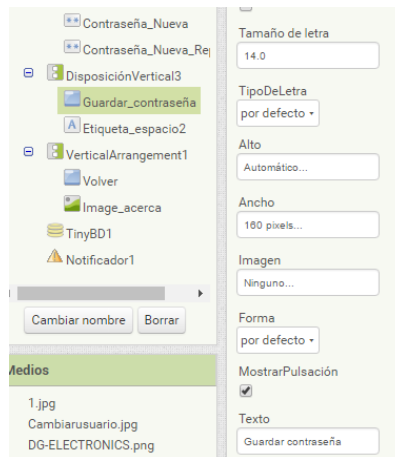 Contraseña_Nueva
Contraseña_Nueva_Re
DisposiciónVertical3
Guardar_contraseña
Etiqueta_espacio2
VerticalArrangement1
Volver
Image_acerca
TinyBD1
Notificador1
Cambiar nombre
Borrar
Medios
1.jpg
Cambiarusuario.jpg
DG-ELECTRONICS.png
Tamaño de letra
14.0
TipoDeLetra
por defecto
Alto
Automático...
Ancho
160 pixels...
Imagen
Ninguno...
Forma
por defecto
MostrarPulsación
Texto
Guardar contraseña